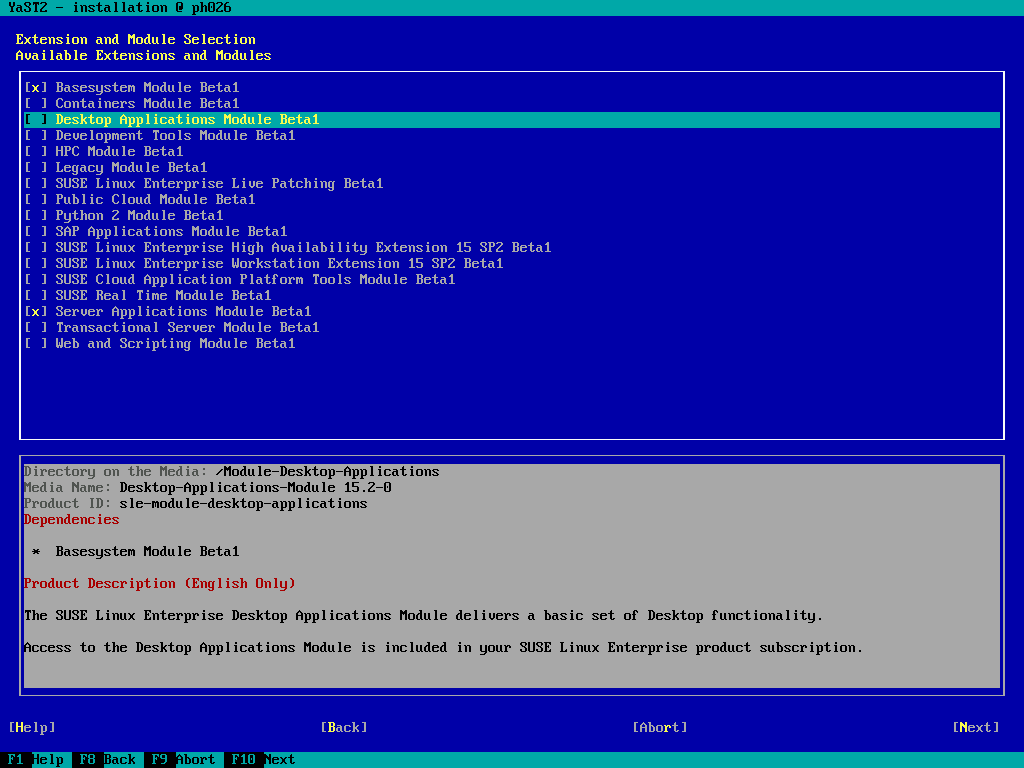 YaST2 - installation @ ph026
Extension and Module Selection
Available Extensions and Modules
[x] Basesystem Module Beta1
[ ] Containers Module Beta1
[ ] Desktop Applications Module Beta1
[ ] Development Tools Module Beta1
[ ] HPC Module Beta1
[ ] Legacy Module Beta1
[ ] SUSE Linux Enterprise Live Patching Beta1
[ ] Public Cloud Module Beta1
[ ] Python 2 Module Beta1
[ ] SAP Applications Module Beta1
[ ] SUSE Linux Enterprise High Availability Extension 15 SP2 Beta1
[ ] SUSE Linux Enterprise Workstation Extension 15 SP2 Beta1
[ ] SUSE Cloud Application Platform Tools Module Beta1
[ ] SUSE Real Time Module Beta1
[x] Server Applications Module Beta1
[ ] Transactional Server Module Beta1
[ ] Web and Scripting Module Beta1
Directory on the Media: /Module-Desktop-Applications
Media Name: Desktop-Applications-Module 15.2-0
Product ID: sle-module-desktop-applications
Dependencies
* Basesystem Module Beta1
Product Description (English Only)
The SUSE Linux Enterprise Desktop Applications Module delivers a basic set of Desktop functionality.
Access to the Desktop Applications Module is included in your SUSE Linux Enterprise product subscription.
[Help] [Back] [Abort] [Next]
F1 Help F8 Back F9 Abort F10 Next